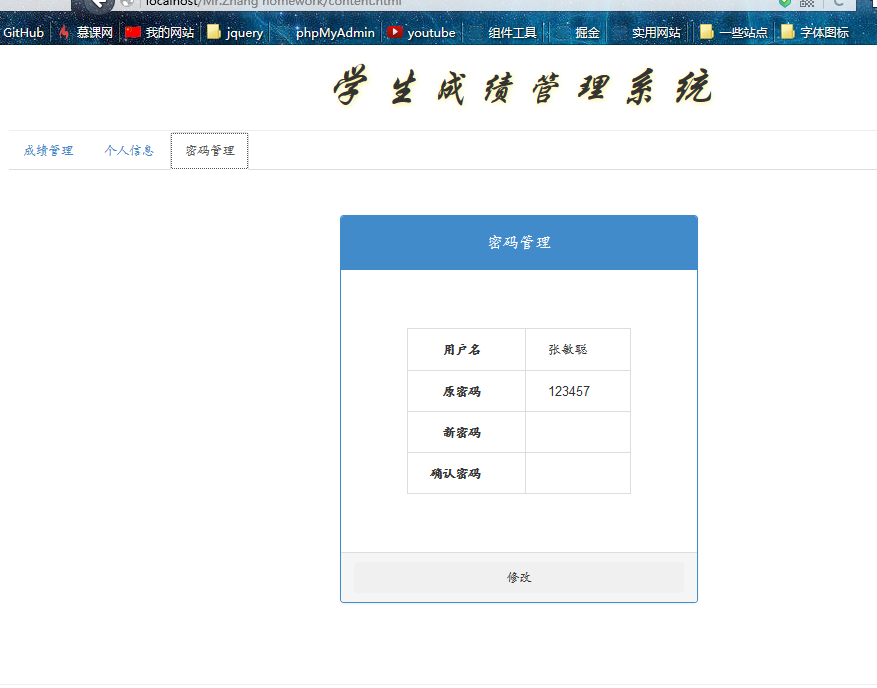 localhost/Mr.Zhang homework/content.html
GitHub 慕课网 我的网站 jquery phpMyAdmin youtube 组件工具 掘金 实用网站 一些站点 字体图标
学生成绩管理系统
成绩管理 个人信息 密码管理
密码管理
用户名 张敏聪
原密码 123457
新密码
确认密码
修改